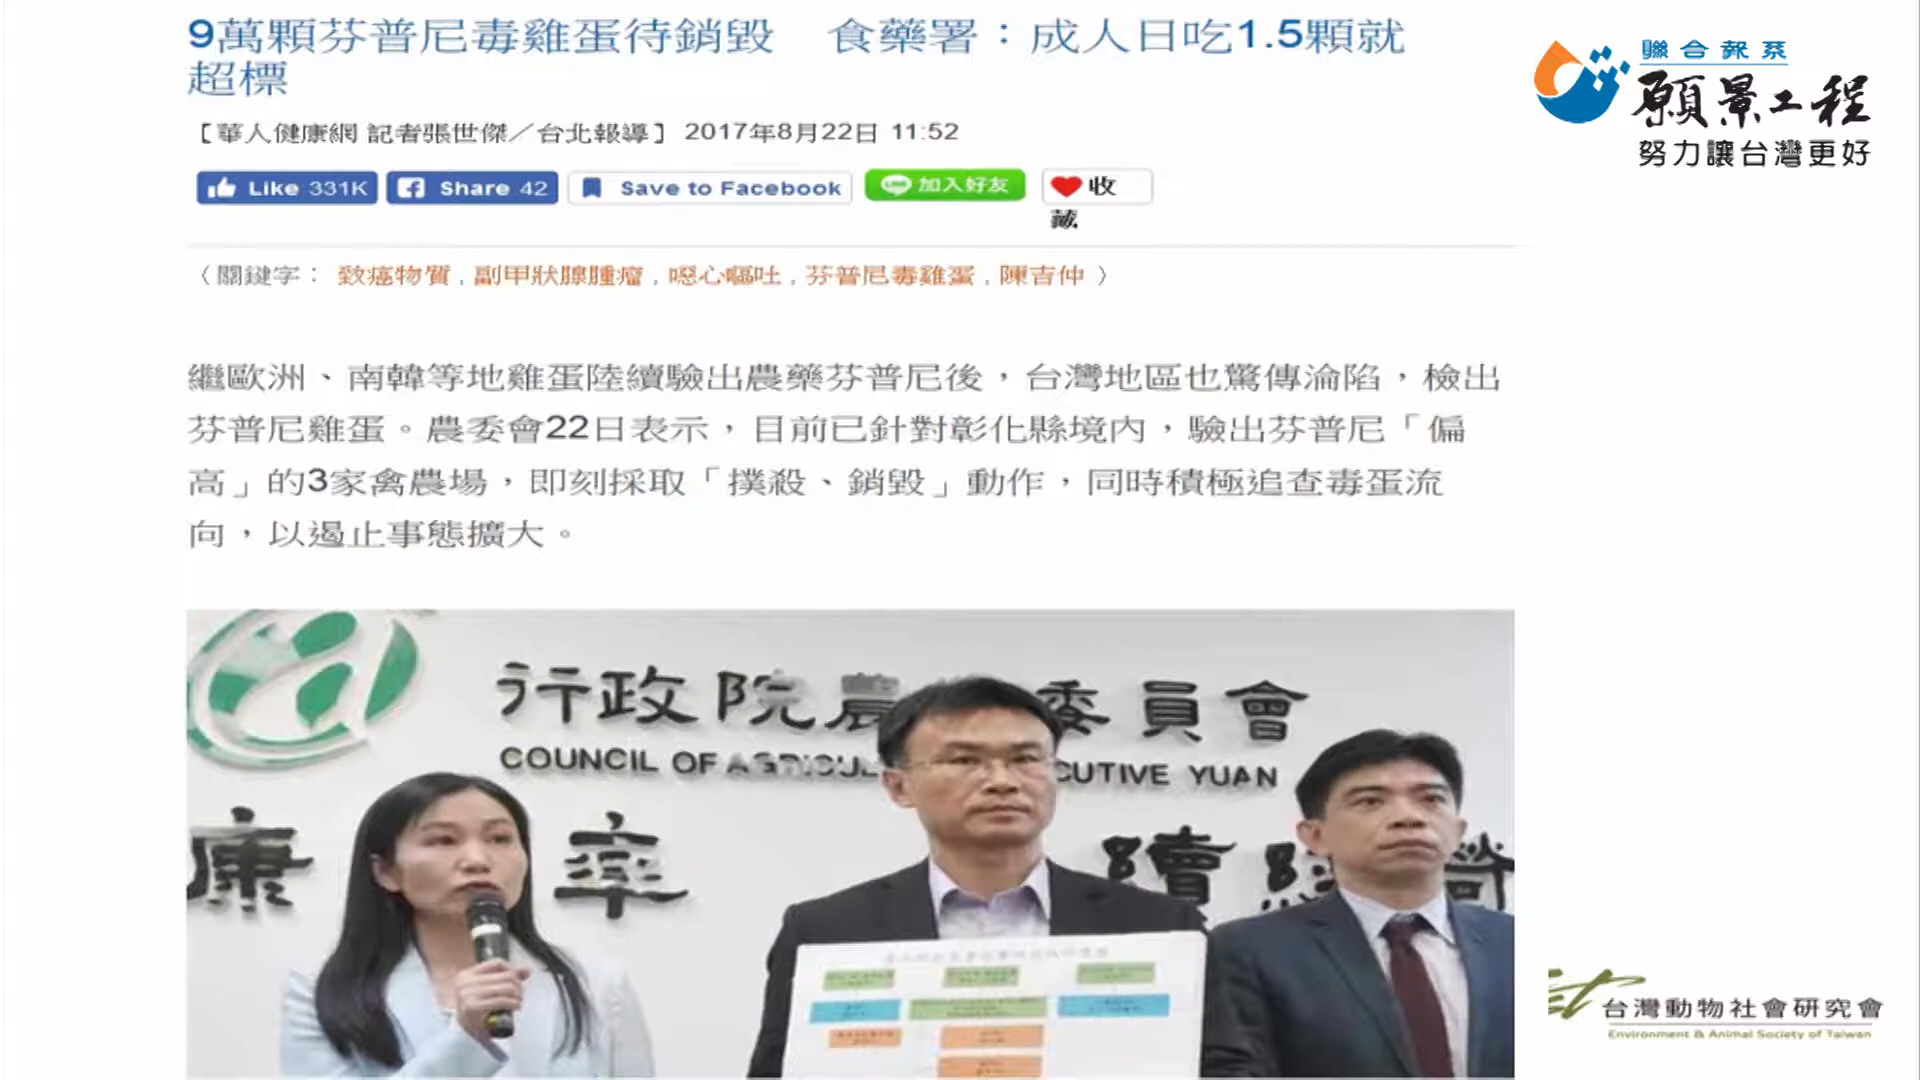 9萬顆芬普尼毒雞蛋待銷毀 食藥署：成人日吃1.5顆就
超標
聯合報系
願景工程
努力讓台灣更好
［華人健康網 記者張世傑／台北報導］ 2017年8月22日 11:52
Like 331K
Share 42
Save to Facebook
加入好友
收
藏
〈關鍵字： 致癌物質 , 副甲狀腺腫瘤 , 噁心嘔吐 , 芬普尼毒雞蛋 , 陳吉仲 〉
繼歐洲、南韓等地雞蛋陸續驗出農藥芬普尼後，台灣地區也驚傳淪陷，檢出
芬普尼雞蛋。農委會22日表示，目前已針對彰化縣境內，驗出芬普尼「偏
高」的3家禽農場，即刻採取「撲殺、銷毀」動作，同時積極追查毒蛋流
向，以遏止事態擴大。
行政院農 委員會
COUNCIL OF AGRICUL CUTIVE YUAN
康 率 續經營
台灣動物社會研究會
Environment & Animal Society of Taiwan